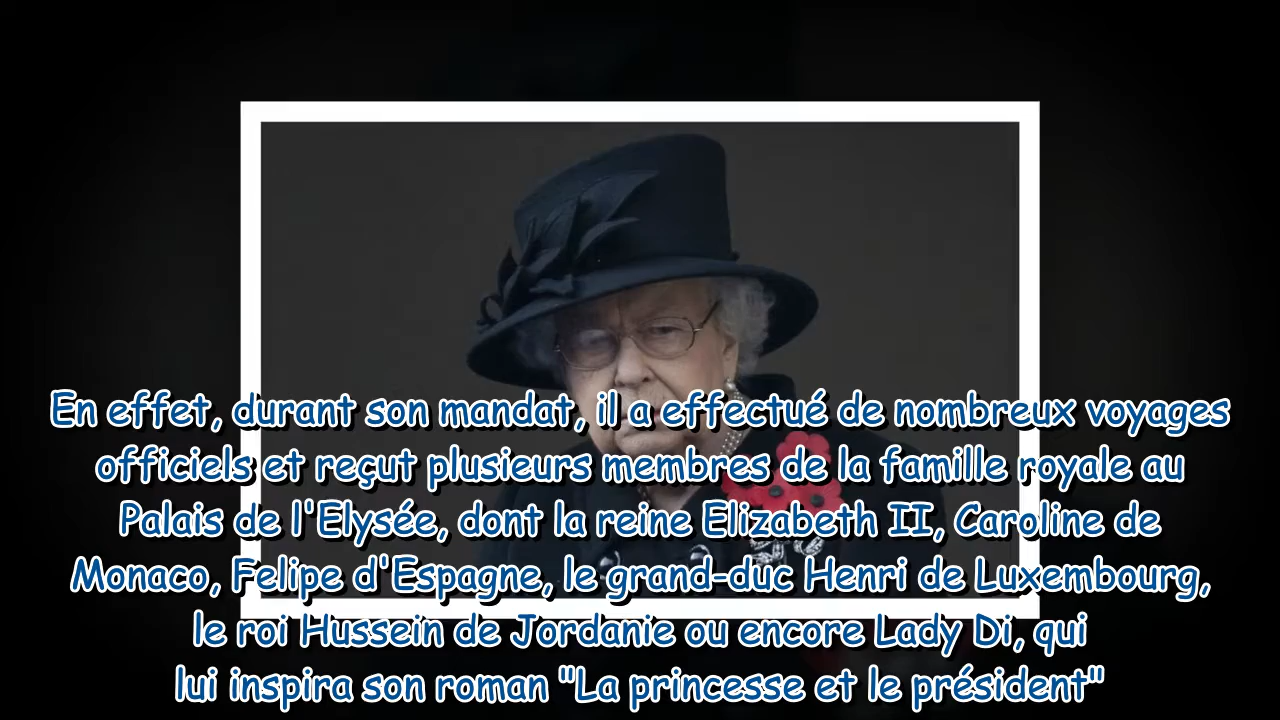 En effet, durant son mandat, il a effectué de nombreux voyages
officiels et reçut plusieurs membres de la famille royale au
Palais de l'Elysée, dont la reine Elizabeth II, Caroline de
Monaco, Felipe d'Espagne, le grand-duc Henri de Luxembourg,
le roi Hussein de Jordanie ou encore Lady Di, qui
lui inspira son roman "La princesse et le président"